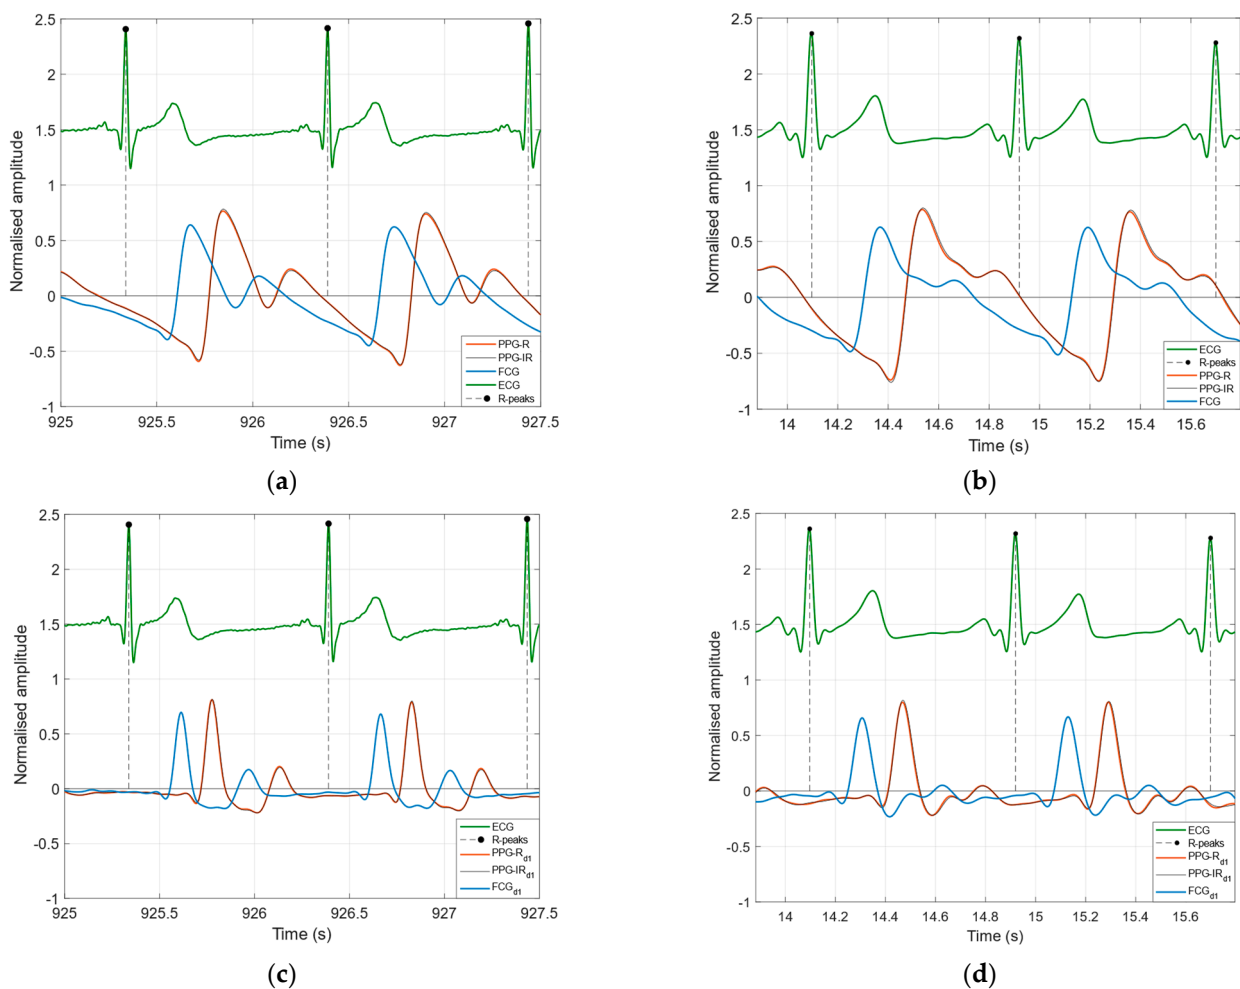 2.5
2
1.5
1
0.5
0
-0.5
-1
Normalised amplitude
925
925.5
926
926.5
927
927.5
Time (s)
PPG-R
PPG-IR
FCG
ECG
R-peaks
(a)
2.5
2
1.5
1
0.5
0
-0.5
-1
Normalised amplitude
14
14.2
14.4
14.6
14.8
15
15.2
15.4
15.6
Time (s)
ECG
R-peaks
PPG-R
PPG-IR
FCG
(b)
2.5
2
1.5
1
0.5
0
-0.5
-1
Normalised amplitude
925
925.5
926
926.5
927
927.5
Time (s)
ECG
R-peaks
PPG-Rd1
PPG-IRd1
FCGd1
(c)
2.5
2
1.5
1
0.5
0
-0.5
-1
Normalised amplitude
14
14.2
14.4
14.6
14.8
15
15.2
15.4
15.6
Time (s)
ECG
R-peaks
PPG-Rd1
PPG-IRd1
FCGd1
(d)